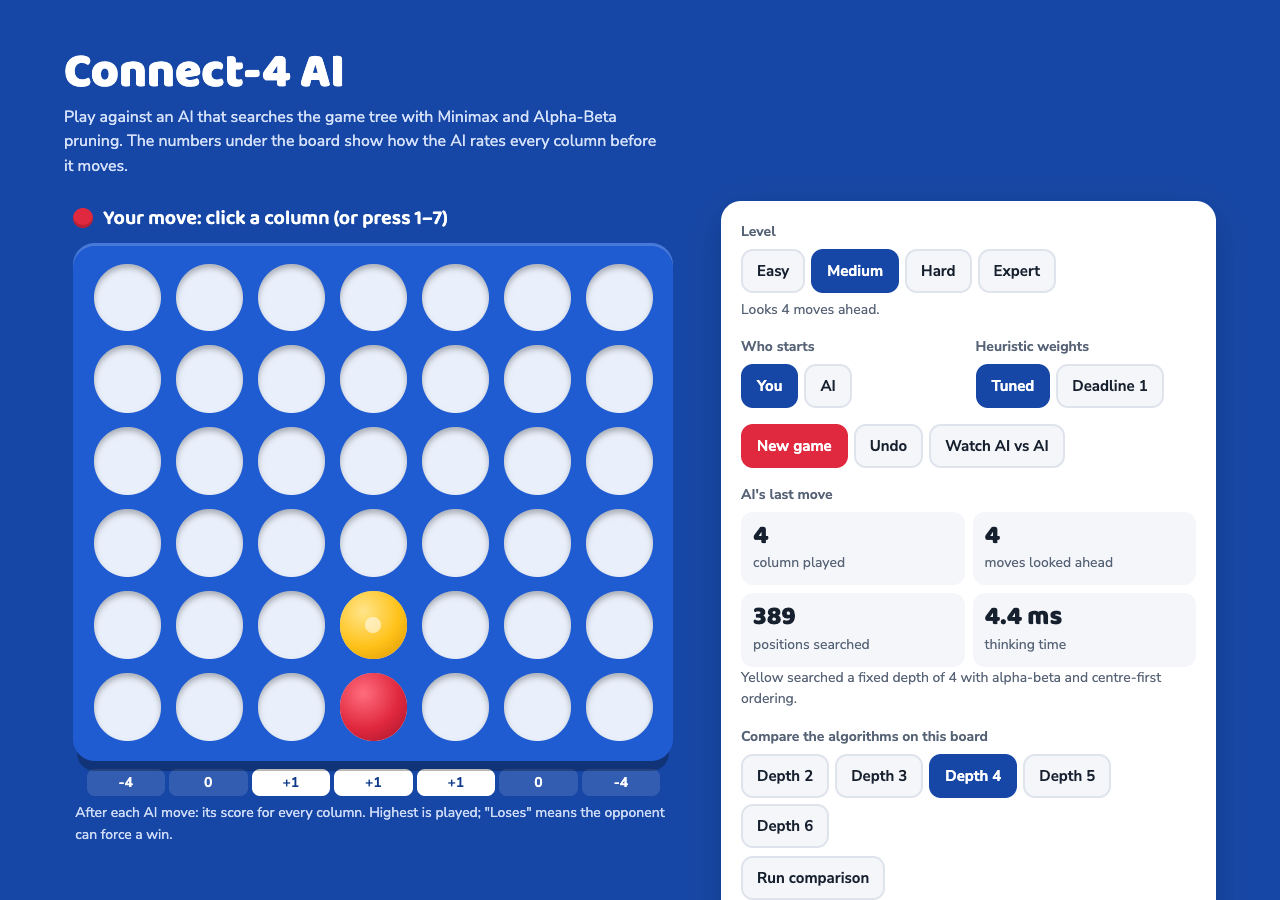 Connect-4 AI
Play against an AI that searches the game tree with Minimax and Alpha-Beta
pruning. The numbers under the board show how the AI rates every column before
it moves.
Your move: click a column (or press 1–7)
-4 0 +1 +1 +1 0 -4
After each AI move: its score for every column. Highest is played; "Loses" means the opponent
can force a win.
Level
Easy Medium Hard Expert
Looks 4 moves ahead.
Who starts Heuristic weights
You AI Tuned Deadline 1
New game Undo Watch AI vs AI
AI's last move
4 4
column played moves looked ahead
389 4.4 ms
positions searched thinking time
Yellow searched a fixed depth of 4 with alpha-beta and centre-first
ordering.
Compare the algorithms on this board
Depth 2 Depth 3 Depth 4 Depth 5
Depth 6
Run comparison